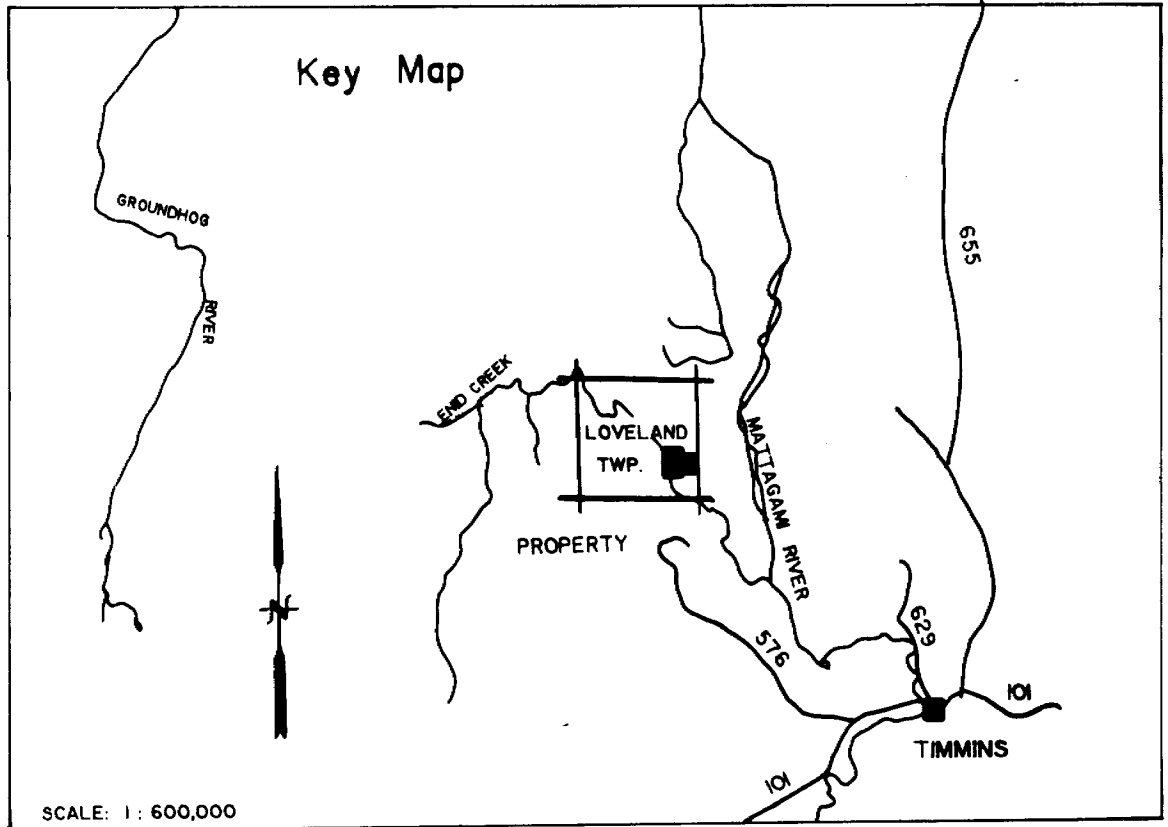 Key Map
GROUNDHOG
RIVER
655
ENID CREEK
LOVELAND
TWP.
MATTAGAMI RIVER
PROPERTY
N
576
629
101
TIMMINS
101
SCALE: 1 : 600,000